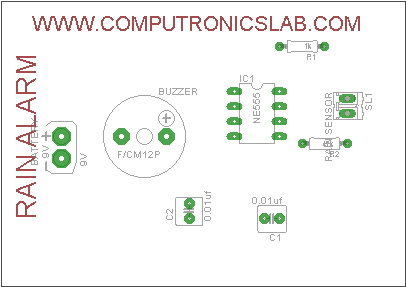 WWW.COMPUTRONICSLAB.COM
RAIN ALARM
1k
R1
IC1
NE555
BUZZER
F/CM12P
BATTERY
9V
9V
RAIN SENSOR
SL1
R2
C2
0.01uf
0.01uf
C1